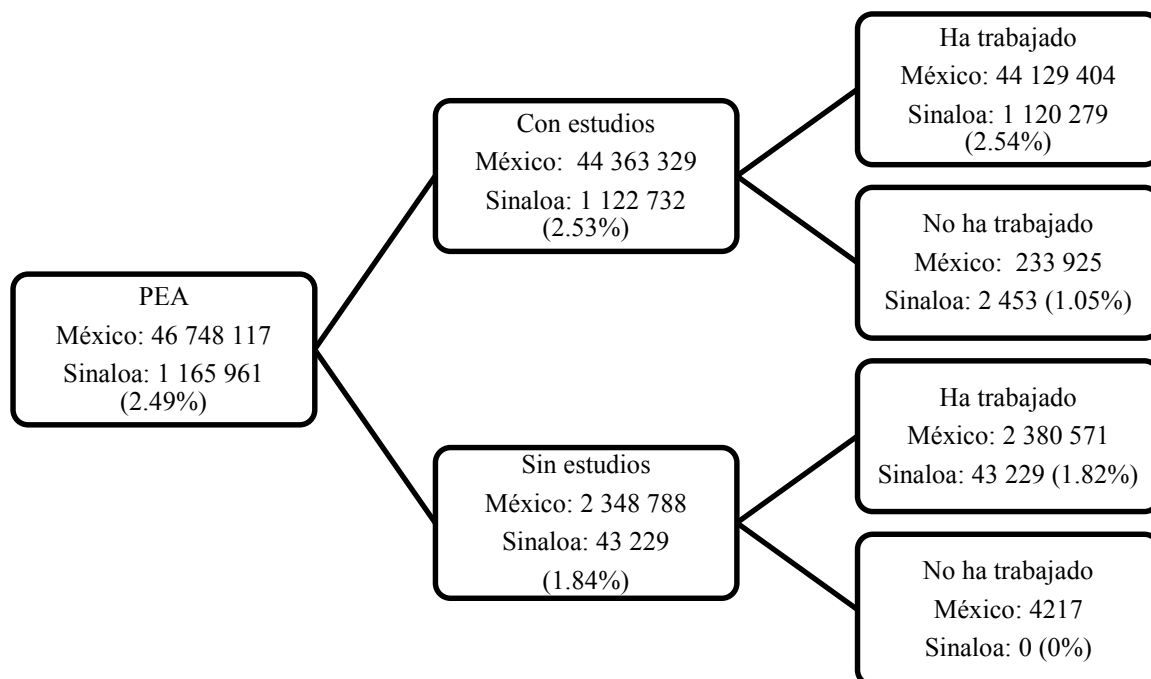 PEA
México: 46 748 117
Sinaloa: 1 165 961
(2.49%)
Con estudios
México: 44 363 329
Sinaloa: 1 122 732
(2.53%)
Sin estudios
México: 2 348 788
Sinaloa: 43 229
(1.84%)
Ha trabajado
México: 44 129 404
Sinaloa: 1 120 279
(2.54%)
No ha trabajado
México: 233 925
Sinaloa: 2 453 (1.05%)
Ha trabajado
México: 2 380 571
Sinaloa: 43 229 (1.82%)
No ha trabajado
México: 4217
Sinaloa: 0 (0%)